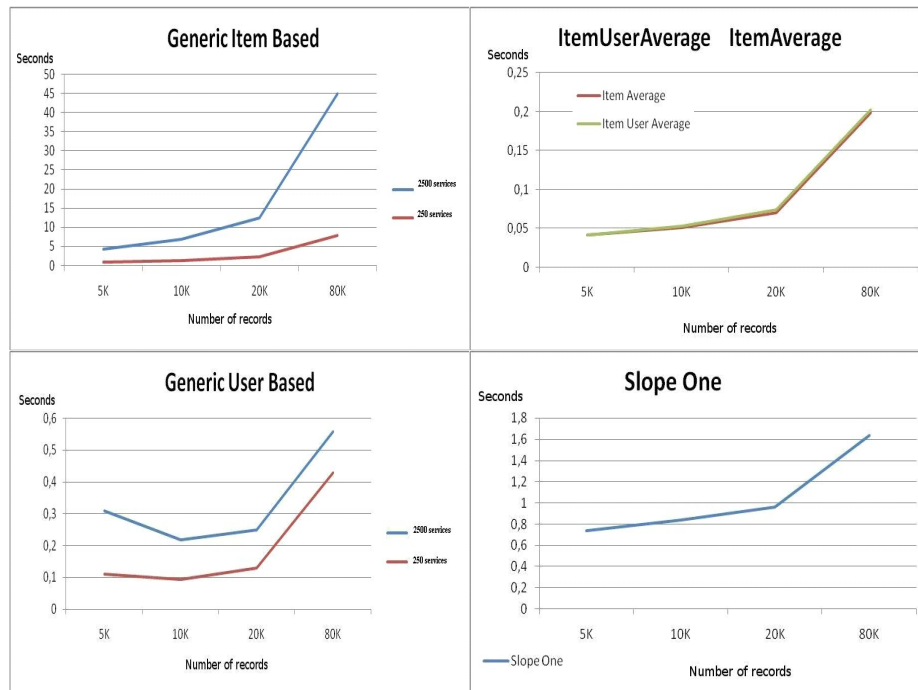 Generic Item Based
Seconds
50
45
40
35
30
25
20
15
10
5
0
5K 10K 20K 80K
Number of records
2500 services
250 services
ItemUserAverage ItemAverage
Seconds
0,25
0,2
0,15
0,1
0,05
0
Item Average
Item User Average
5K 10K 20K 80K
Number of records
Generic User Based
Seconds
0,6
0,5
0,4
0,3
0,2
0,1
0
5K 10K 20K 80K
Number of records
2500 services
250 services
Slope One
Seconds
1,8
1,6
1,4
1,2
1
0,8
0,6
0,4
0,2
0
5K 10K 20K 80K
Slope One
Number of records